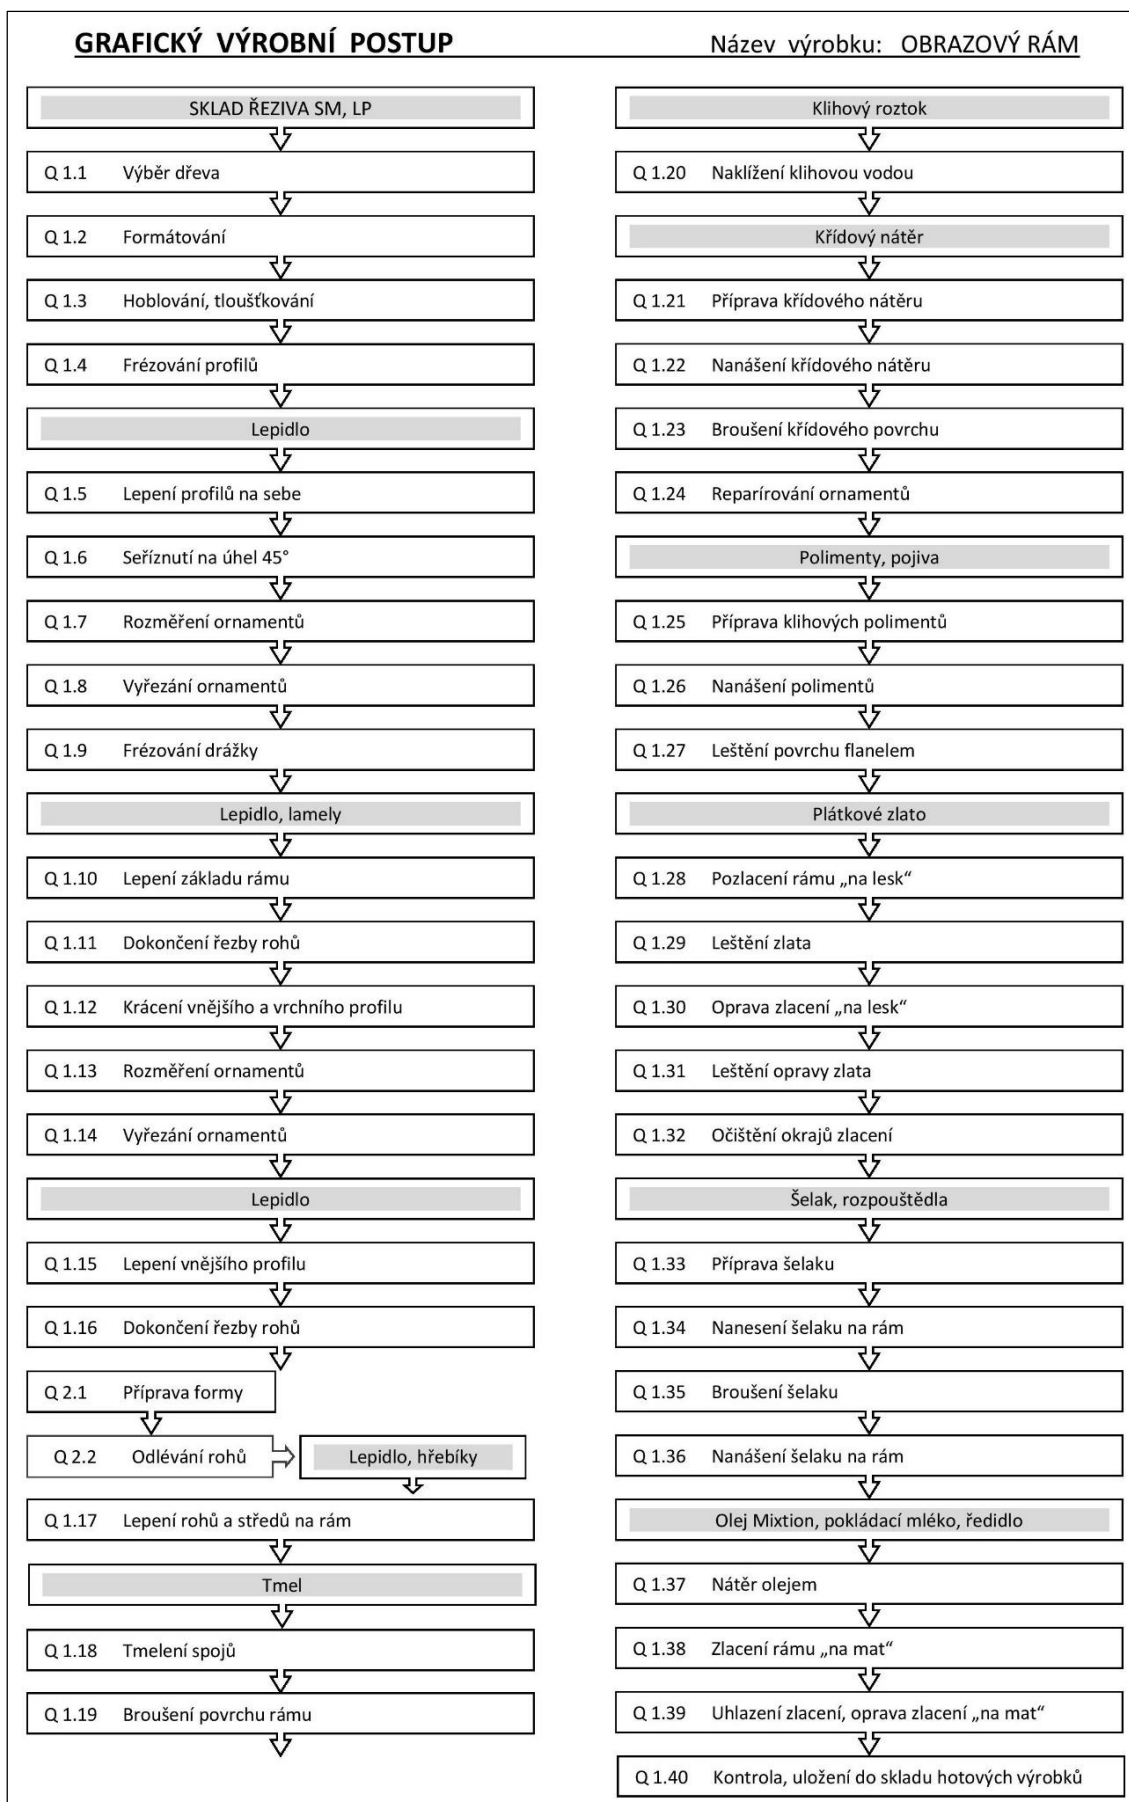 GRAFICKÝ VÝROBNÍ POSTUP
Název výrobku: OBRAZOVÝ RÁM
SKLAD ŘEZIVA SM, LP
Q 1.1 Výběr dřeva
Q 1.2 Formátování
Q 1.3 Hoblování, tloušťkování
Q 1.4 Frézování profilů
Lepidlo
Q 1.5 Lepení profilů na sebe
Q 1.6 Seříznutí na úhel 45°
Q 1.7 Rozměření ornamentů
Q 1.8 Vyřezání ornamentů
Q 1.9 Frézování drážky
Lepidlo, lamely
Q 1.10 Lepení základu rámu
Q 1.11 Dokončení řezby rohů
Q 1.12 Krácení vnějšího a vrchního profilu
Q 1.13 Rozměření ornamentů
Q 1.14 Vyřezání ornamentů
Lepidlo
Q 1.15 Lepení vnějšího profilu
Q 1.16 Dokončení řezby rohů
Q 2.1 Příprava formy
Q 2.2 Odlévání rohů
Lepidlo, hřebíky
Q 1.17 Lepení rohů a středů na rám
Tmel
Q 1.18 Tmelení spojů
Q 1.19 Broušení povrchu rámu
Klihový roztok
Q 1.20 Naklížení klihovou vodou
Křídový nátěr
Q 1.21 Příprava křídového nátěru
Q 1.22 Nanášení křídového nátěru
Q 1.23 Broušení křídového povrchu
Q 1.24 Reparírování ornamentů
Polimenty, pojiva
Q 1.25 Příprava klihových polimentů
Q 1.26 Nanášení polimentů
Q 1.27 Leštění povrchu flanelem
Plátkové zlato
Q 1.28 Pozlacení rámu „na lesk“
Q 1.29 Leštění zlata
Q 1.30 Oprava zlacení „na lesk“
Q 1.31 Leštění opravy zlata
Q 1.32 Očištění okrajů zlacení
Šelak, rozpouštědla
Q 1.33 Příprava šelaku
Q 1.34 Nanesení šelaku na rám
Q 1.35 Broušení šelaku
Q 1.36 Nanášení šelaku na rám
Olej Mixtion, pokládací mléko, ředidlo
Q 1.37 Nátěr olejem
Q 1.38 Zlacení rámu „na mat“
Q 1.39 Uhlazení zlacení, oprava zlacení „na mat“
Q 1.40 Kontrola, uložení do skladu hotových výrobků